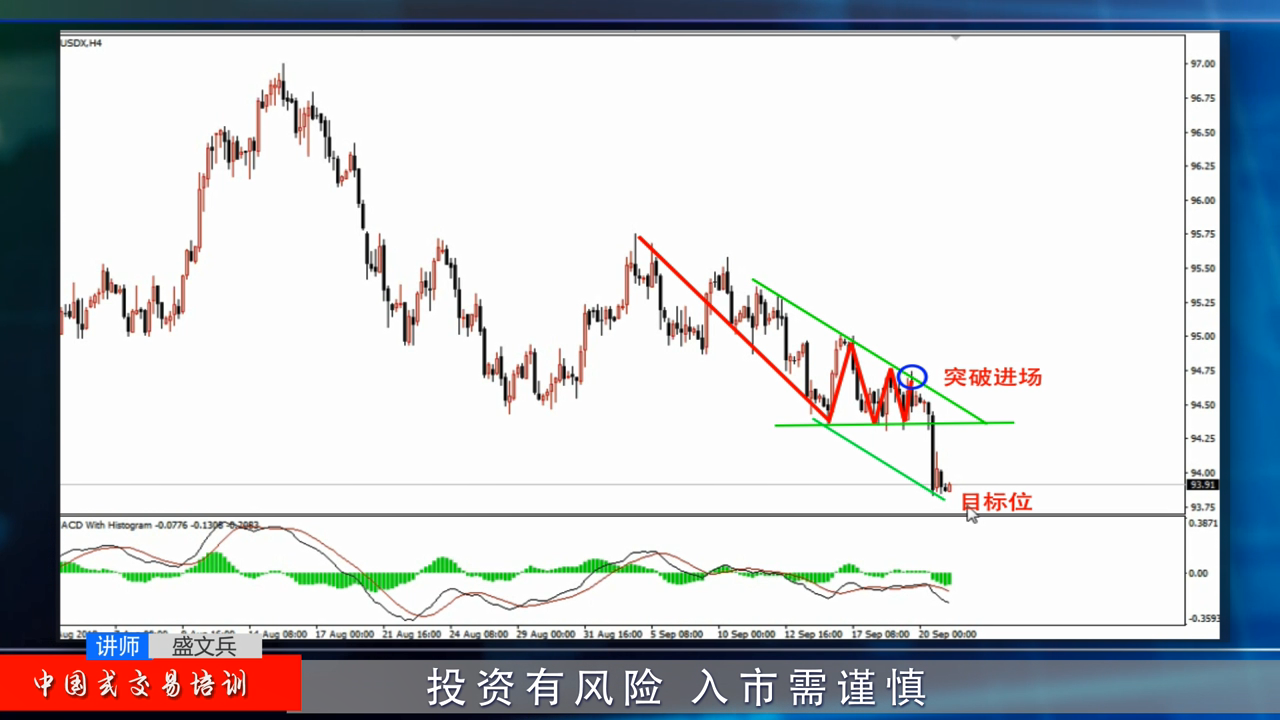 USDX,H4
97.00
96.75
96.50
96.25
96.00
95.75
95.50
95.25
95.00
94.75
突破进场
94.50
94.25
94.00
93.91
目标位
93.75
ACD With Histogram -0.0776 -0.1308 -0.2083
0.3871
0.00
-0.3593
14 Aug 08:00 17 Aug 00:00 21 Aug 16:00 24 Aug 08:00 29 Aug 00:00 31 Aug 16:00 5 Sep 08:00 10 Sep 00:00 12 Sep 16:00 17 Sep 08:00 20 Sep 00:00
讲师 盛文兵
中国式交易培训
投资有风险 入市需谨慎